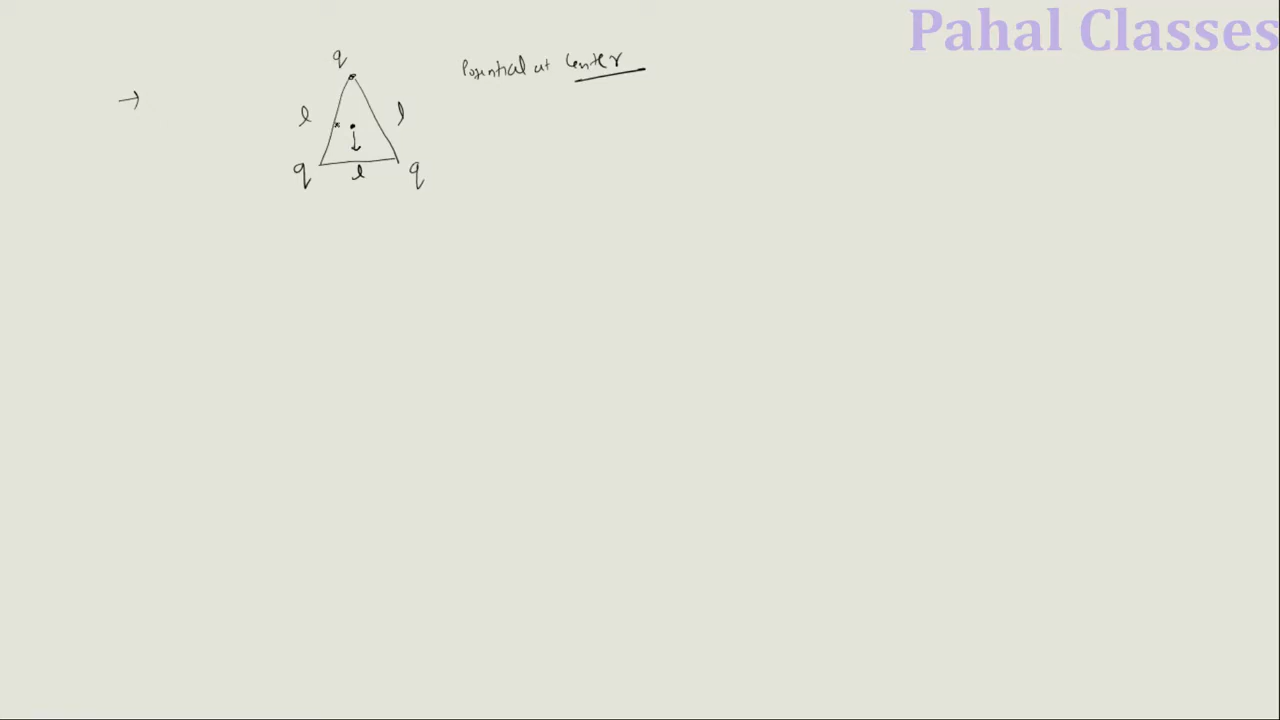 Pahal Classes
q
Potential at Center
→
l
l
q
l
q